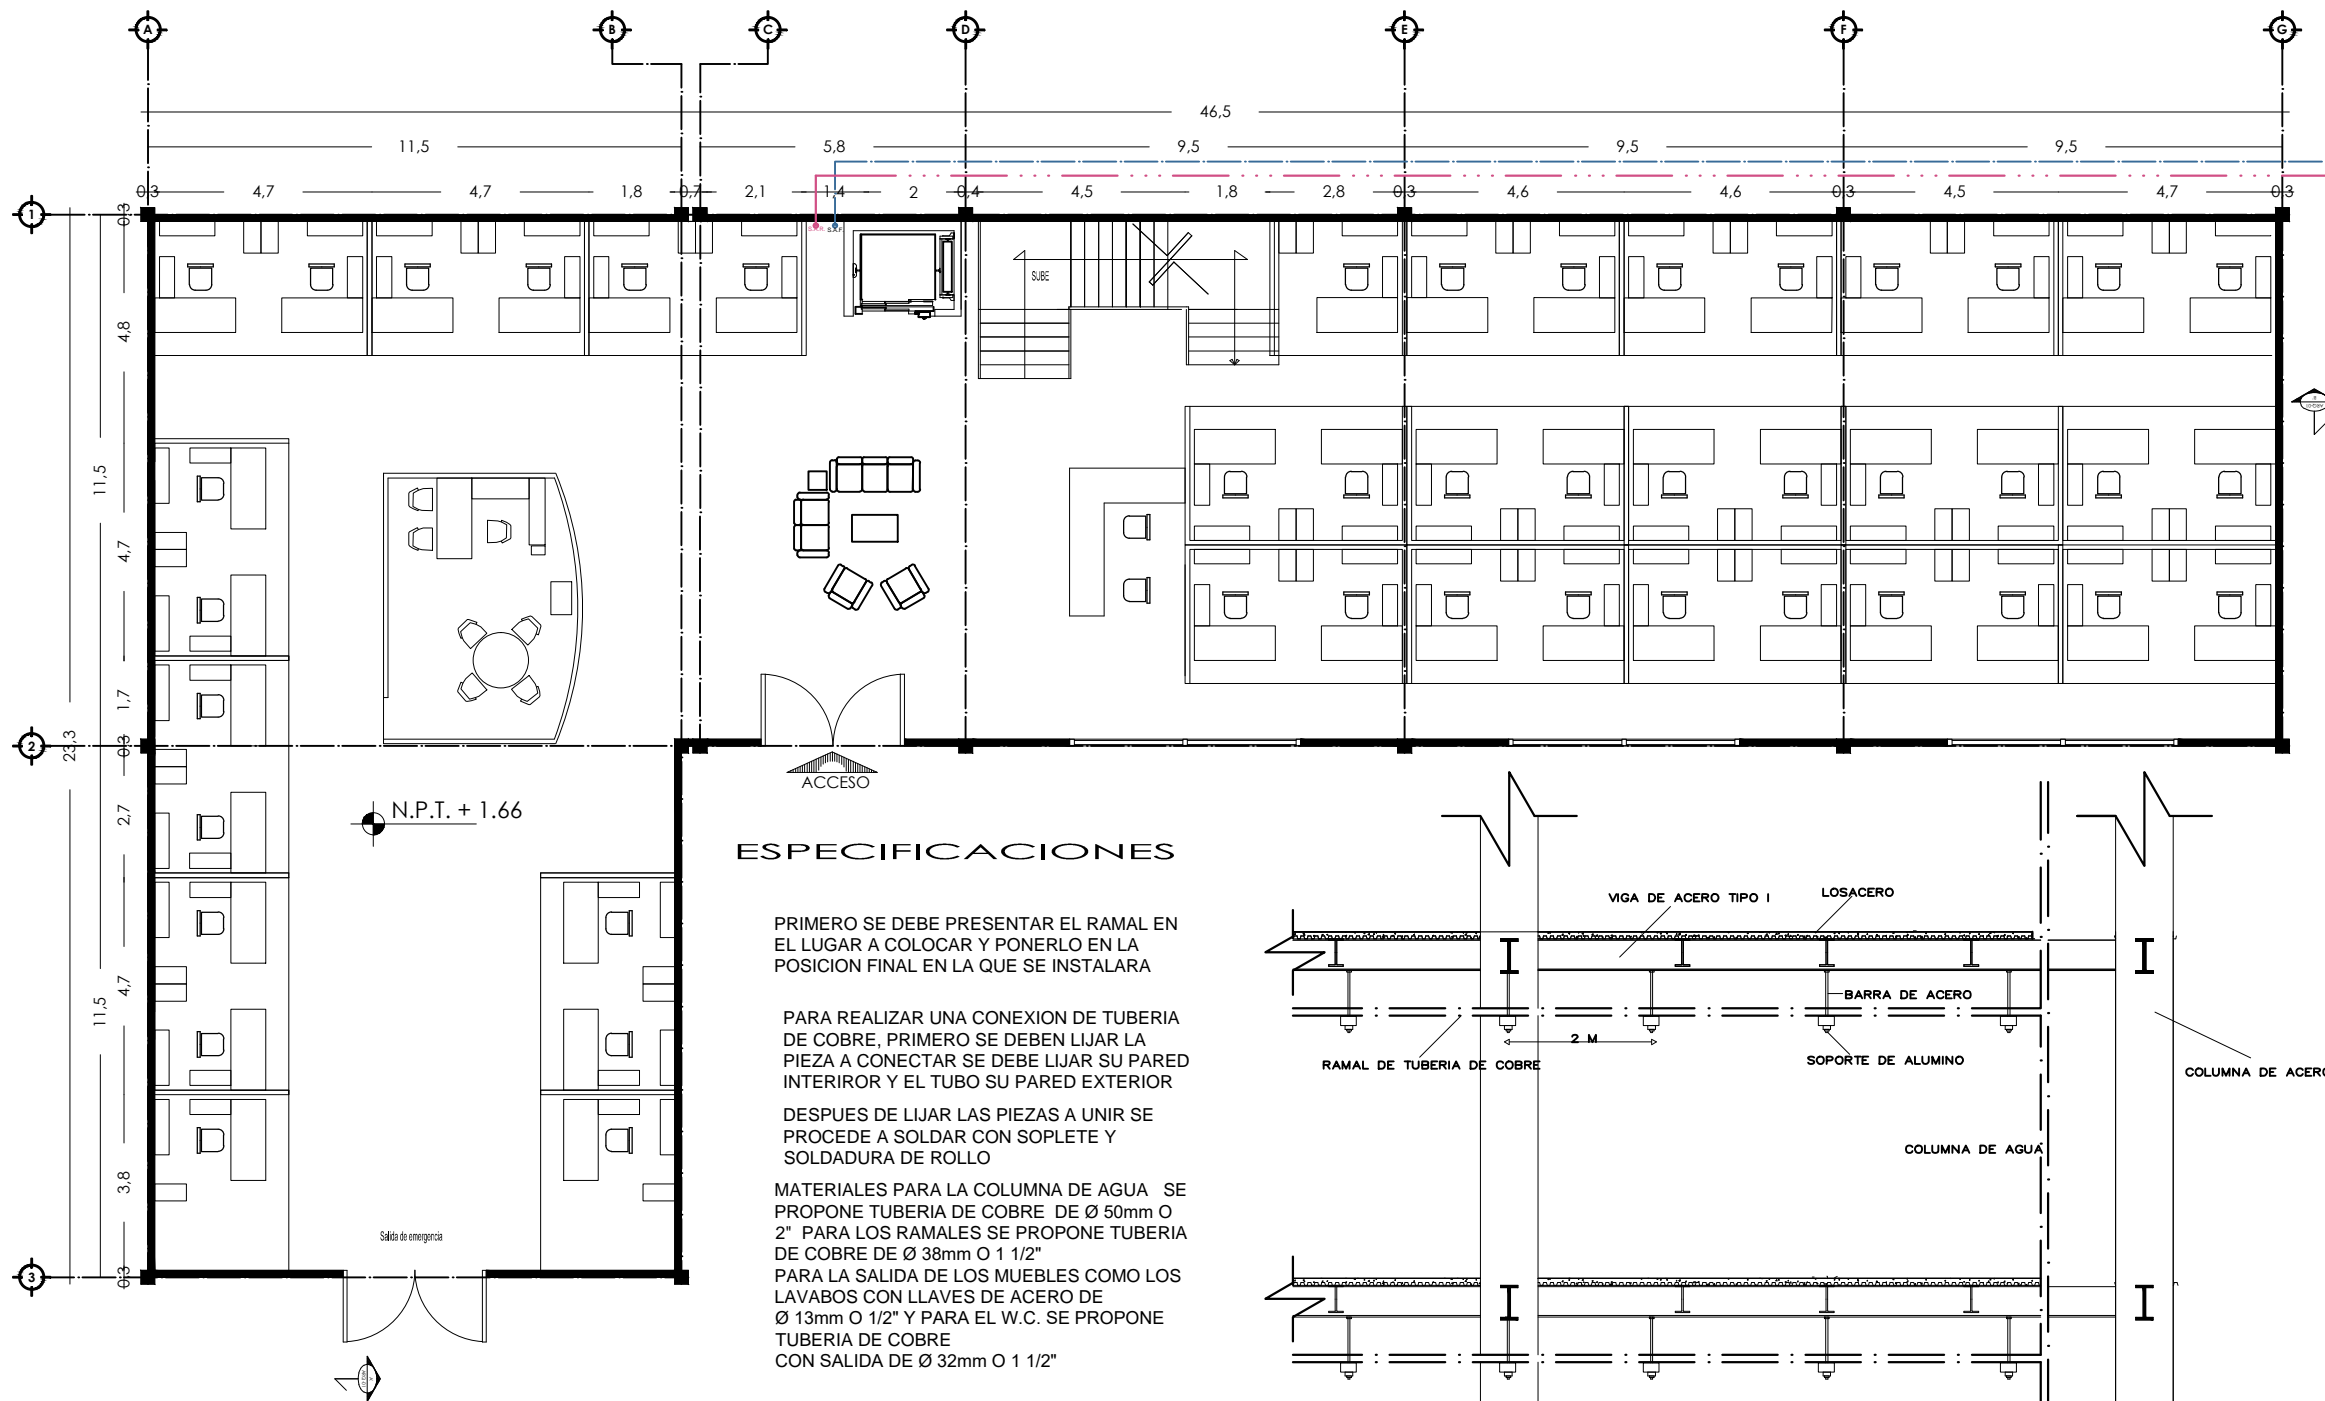 A
B
C
D
E
F
G
46,5
11,5
5,8
9,5
9,5
9,5
0.3
4,7
4,7
1,8
0,7
2,1
1,4
2
0,4
4,5
1,8
2,8
0.3
4,6
4,6
0.3
4,5
4,7
0.3
1
0.3
S.A.R.
S.A.F.
SUBE
4,8
11,5
4,7
1,7
23,3
2
0.3
ACCESO
N.P.T. + 1.66
2,7
4,7
11,5
3,8
Salida de emergencia
3
0.3
ESPECIFICACIONES
PRIMERO SE DEBE PRESENTAR EL RAMAL EN
EL LUGAR A COLOCAR Y PONERLO EN LA
POSICION FINAL EN LA QUE SE INSTALARA
PARA REALIZAR UNA CONEXION DE TUBERIA
DE COBRE, PRIMERO SE DEBEN LIJAR LA
PIEZA A CONECTAR SE DEBE LIJAR SU PARED
INTERIROR Y EL TUBO SU PARED EXTERIOR
DESPUES DE LIJAR LAS PIEZAS A UNIR SE
PROCEDE A SOLDAR CON SOPLETE Y
SOLDADURA DE ROLLO
MATERIALES PARA LA COLUMNA DE AGUA SE
PROPONE TUBERIA DE COBRE DE Ø 50mm O
2" PARA LOS RAMALES SE PROPONE TUBERIA
DE COBRE DE Ø 38mm O 1 1/2"
PARA LA SALIDA DE LOS MUEBLES COMO LOS
LAVABOS CON LLAVES DE ACERO DE
Ø 13mm O 1/2" Y PARA EL W.C. SE PROPONE
TUBERIA DE COBRE
CON SALIDA DE Ø 32mm O 1 1/2"
VIGA DE ACERO TIPO I
LOSACERO
BARRA DE ACERO
2 M
RAMAL DE TUBERIA DE COBRE
SOPORTE DE ALUMINO
COLUMNA DE ACERO
COLUMNA DE AGUA